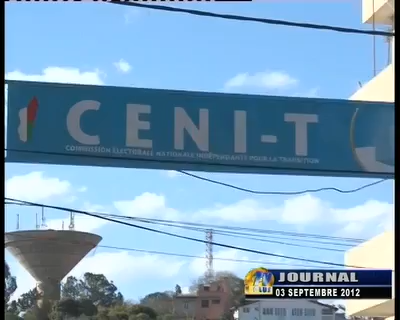 CENI-T
COMMISSION ELECTORALE NATIONALE INDEPENDANTE POUR LA TRANSITION
JOURNAL
03 SEPTEMBRE 2012